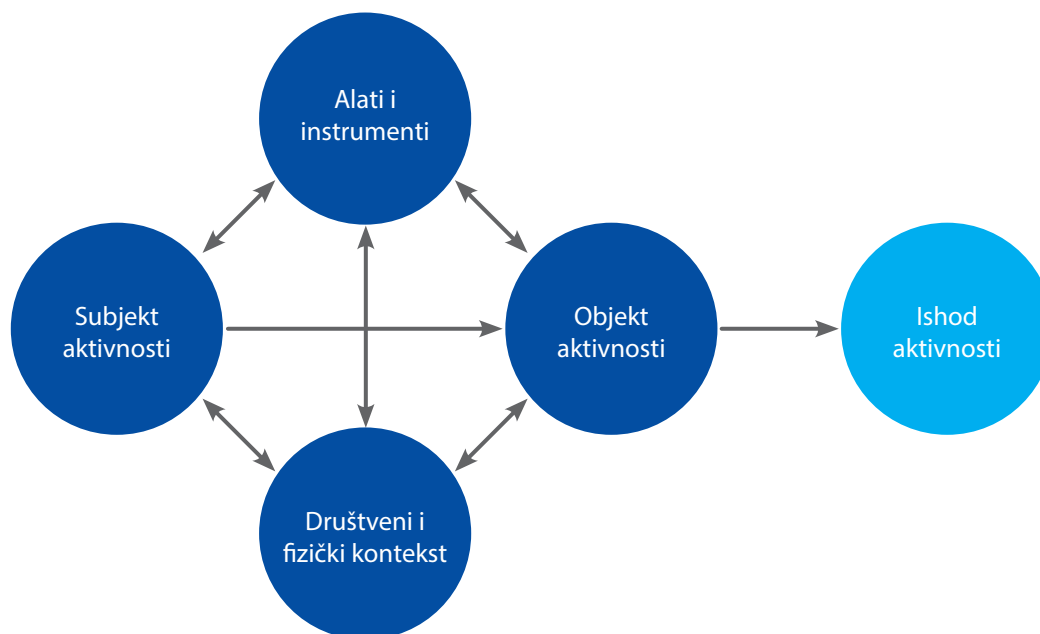 Alati i
instrumenti
Subjekt
aktivnosti
Objekt
aktivnosti
Ishod
aktivnosti
Društveni i
fizički kontekst